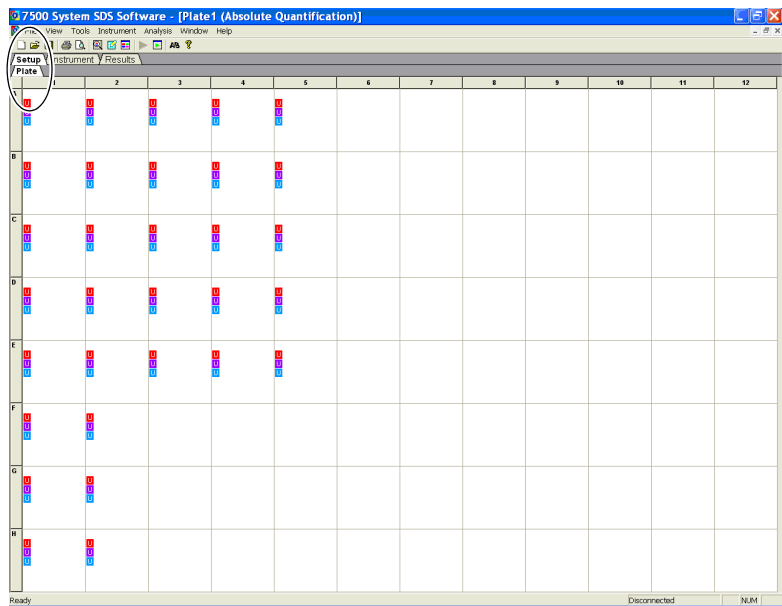 7500 System SDS Software - [Plate1 (Absolute Quantification)]
View Tools Instrument Analysis Window Help
Setup Instrument Results
Plate
1 2 3 4 5 6 7 8 9 10 11 12
A
U U U U U
U U U U U
U U U U U
B
U U U U U
U U U U U
U U U U U
C
U U U U U
U U U U U
U U U U U
D
U U U U U
U U U U U
U U U U U
E
U U U U U
U U U U U
U U U U U
F
U U
U U
U U
G
U U
U U
U U
H
U U
U U
U U
Ready Disconnected NUM